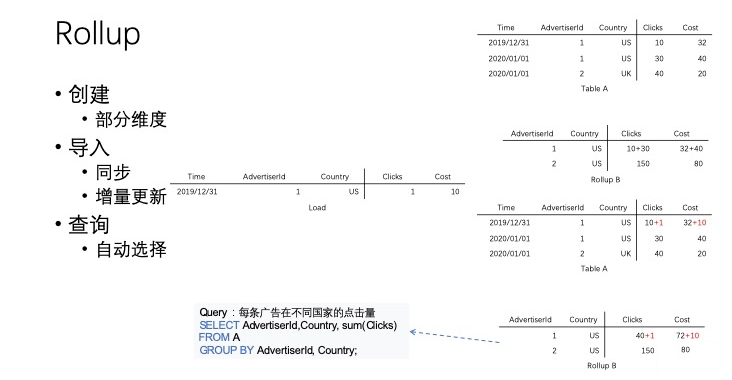 Rollup
• 创建
• 部分维度
• 导入
• 同步
• 增量更新
• 查询
• 自动选择
Time AdvertiserId Country Clicks Cost
2019/12/31 1 US 10 32
2020/01/01 1 US 30 40
2020/01/01 2 UK 40 20
Table A
AdvertiserId Country Clicks Cost
1 US 10+30 32+40
2 US 150 80
Rollup B
Time AdvertiserId Country Clicks Cost
2019/12/31 1 US 1 10
Load
Time AdvertiserId Country Clicks Cost
2019/12/31 1 US 10+1 32+10
2020/01/01 1 US 30 40
2020/01/01 2 UK 40 20
Table A
Query：每条广告在不同国家的点击量
SELECT AdvertiserId,Country, sum(Clicks)
FROM A
GROUP BY AdvertiserId, Country;
AdvertiserId Country Clicks Cost
1 US 40+1 72+10
2 US 150 80
Rollup B